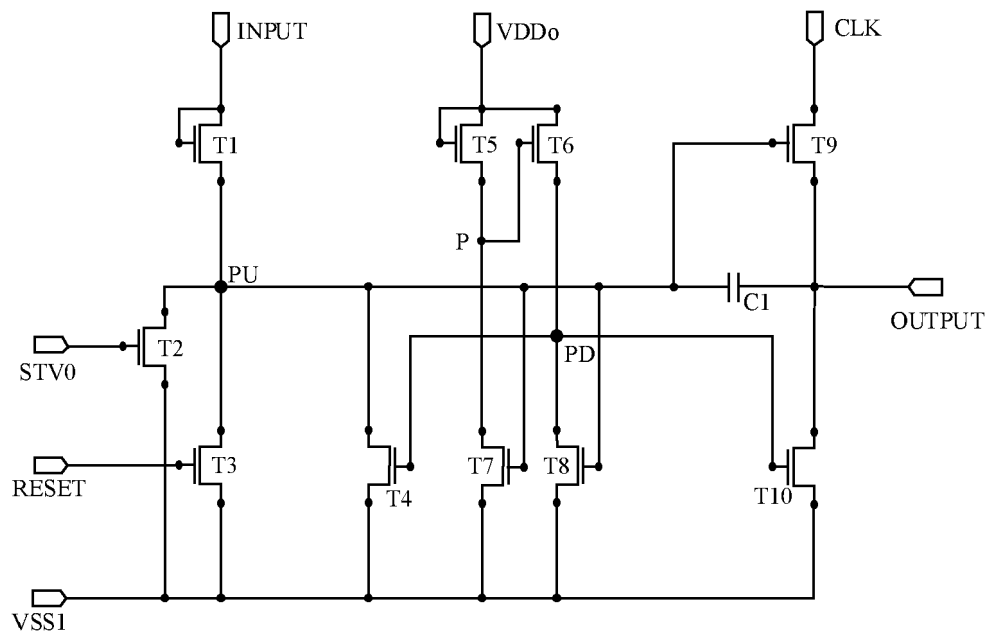 INPUT
VDDo
CLK
T1
T5
T6
T9
P
PU
C1
OUTPUT
T2
PD
STV0
T3
T7
T8
RESET
T4
T10
VSS1